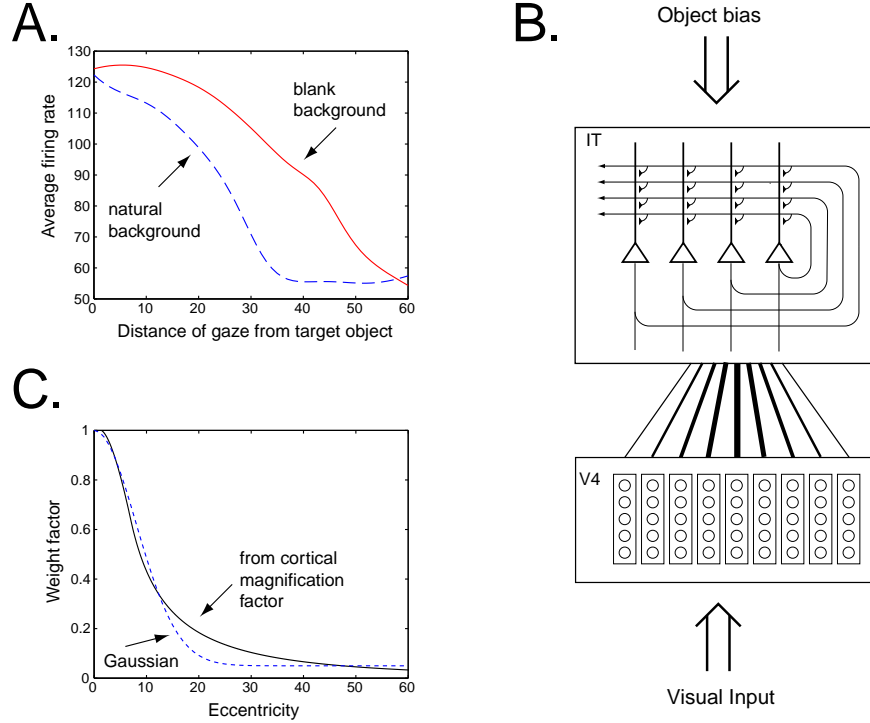 A.
130
120
110
100
90
80
70
60
50
0
10
20
30
40
50
60
Average firing rate
Distance of gaze from target object
blank
background
natural
background
B.
Object bias
IT
V4
Visual Input
C.
1
0.8
0.6
0.4
0.2
0
0
10
20
30
40
50
60
Weight factor
Eccentricity
from cortical
magnification
factor
Gaussian